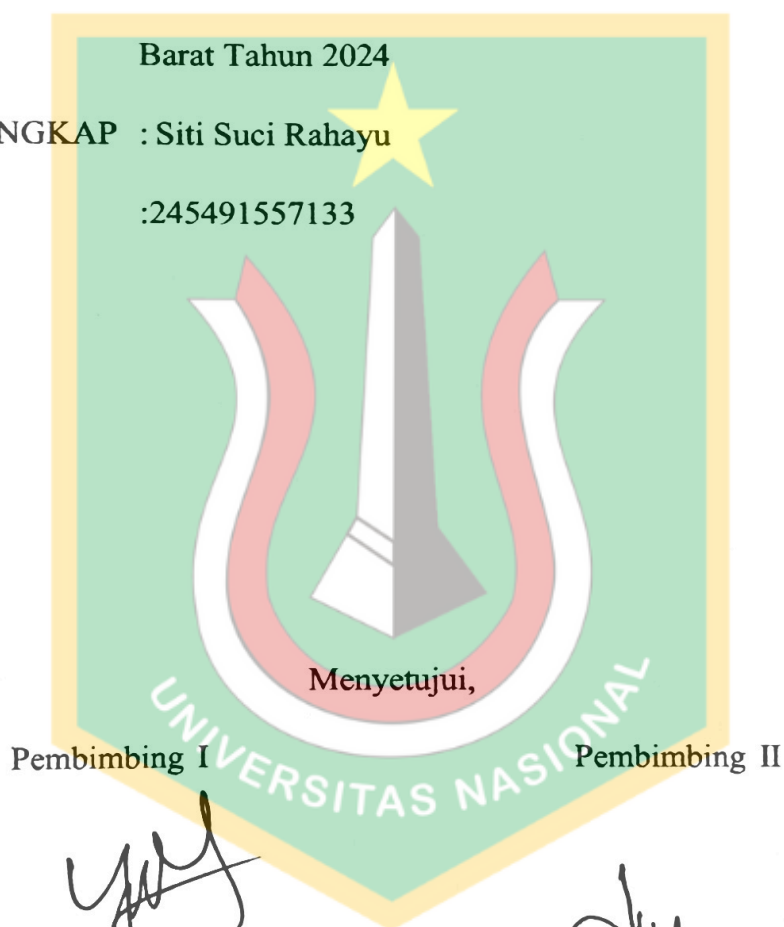 Barat Tahun 2024
NGKAP : Siti Suci Rahayu
:245491557133
Menyetujui,
Pembimbing I Pembimbing II
UNIVERSITAS NASIONAL